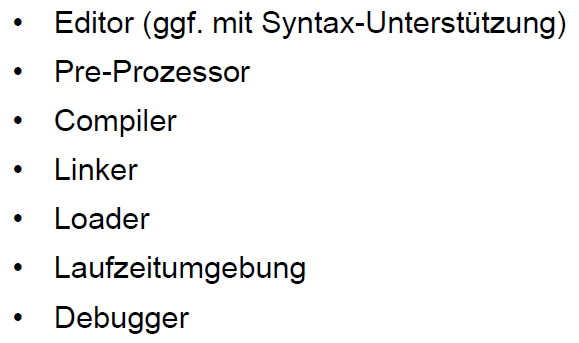 • Editor (ggf. mit Syntax-Unterstützung)
• Pre-Prozessor
• Compiler
• Linker
• Loader
• Laufzeitumgebung
• Debugger